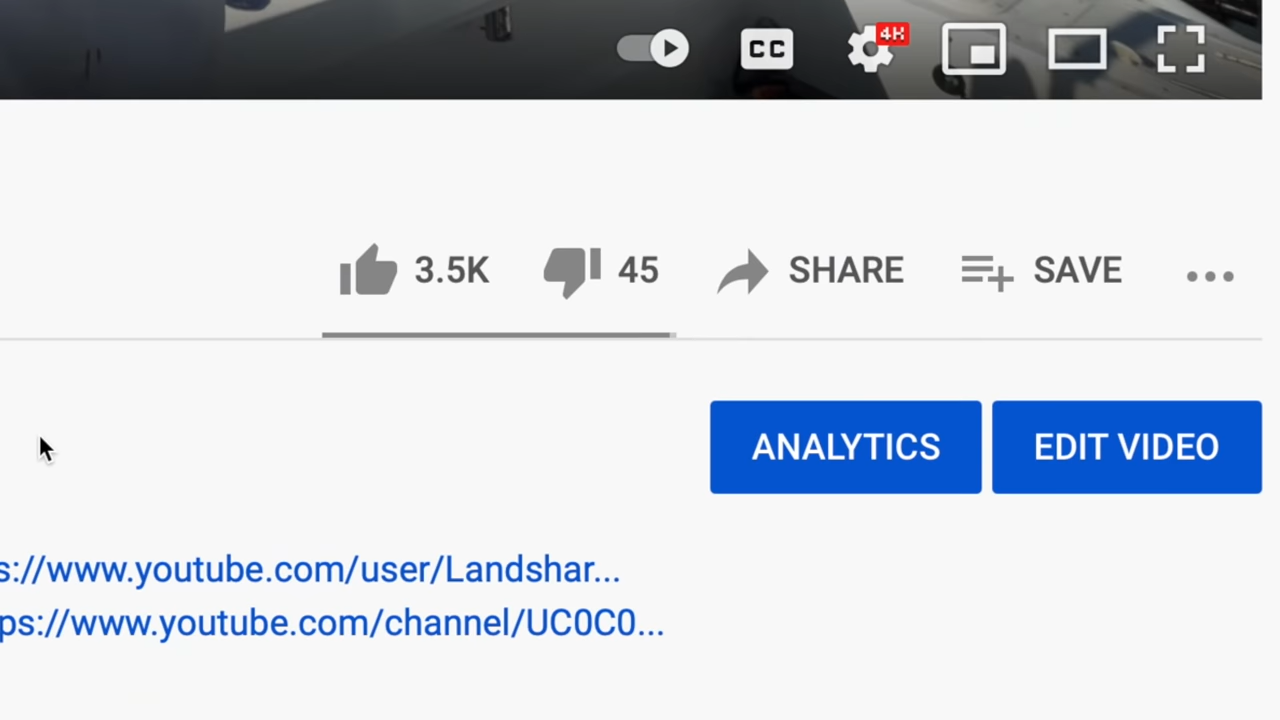 CC 4K
3.5K 45 SHARE SAVE
ANALYTICS EDIT VIDEO
s://www.youtube.com/user/Landshar...
ps://www.youtube.com/channel/UC0C0...